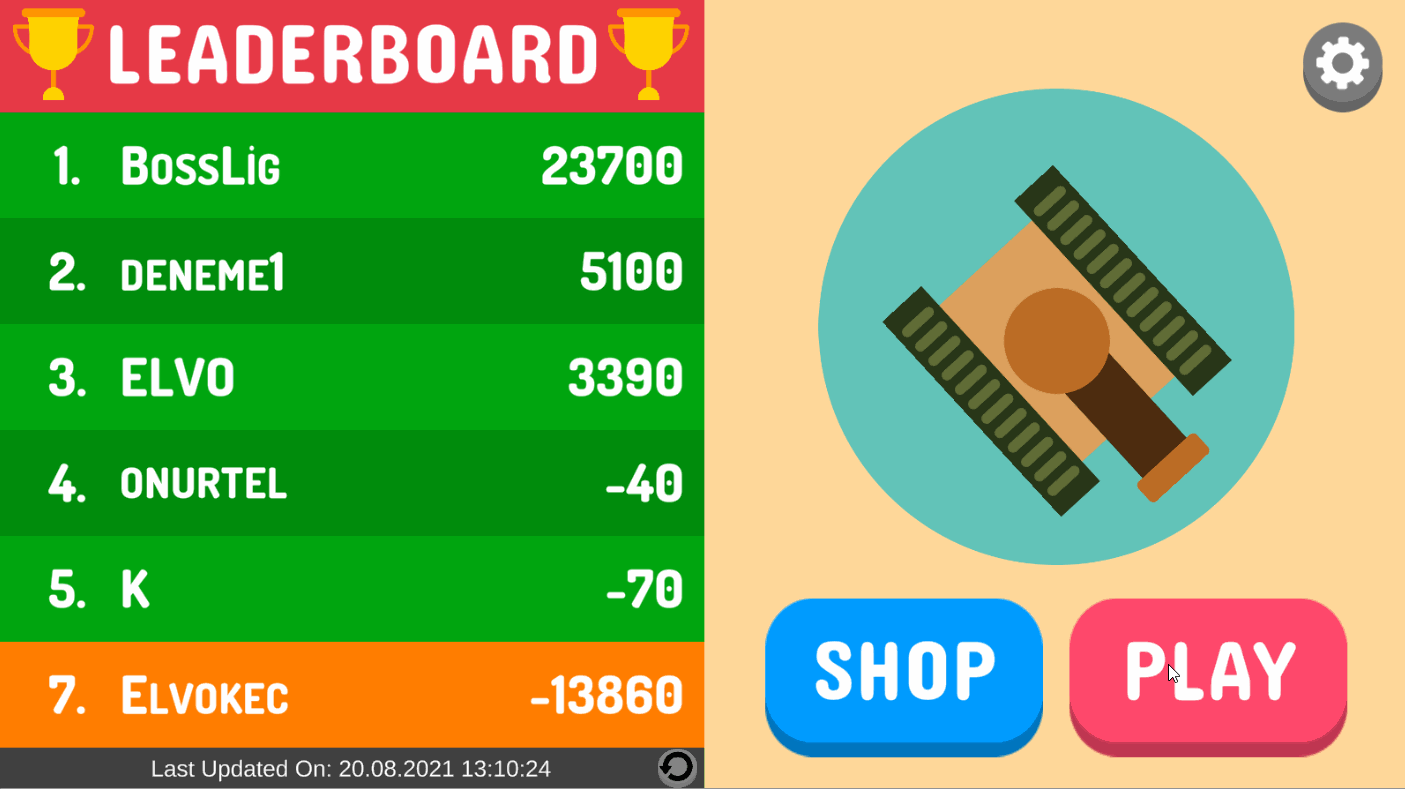 LEADERBOARD
1. BossLig 23700
2. DENEME1 5100
3. ELVO 3390
4. ONURTEL -40
5. K -70
7. Elvokec -13860
Last Updated On: 20.08.2021 13:10:24
SHOP
PLAY